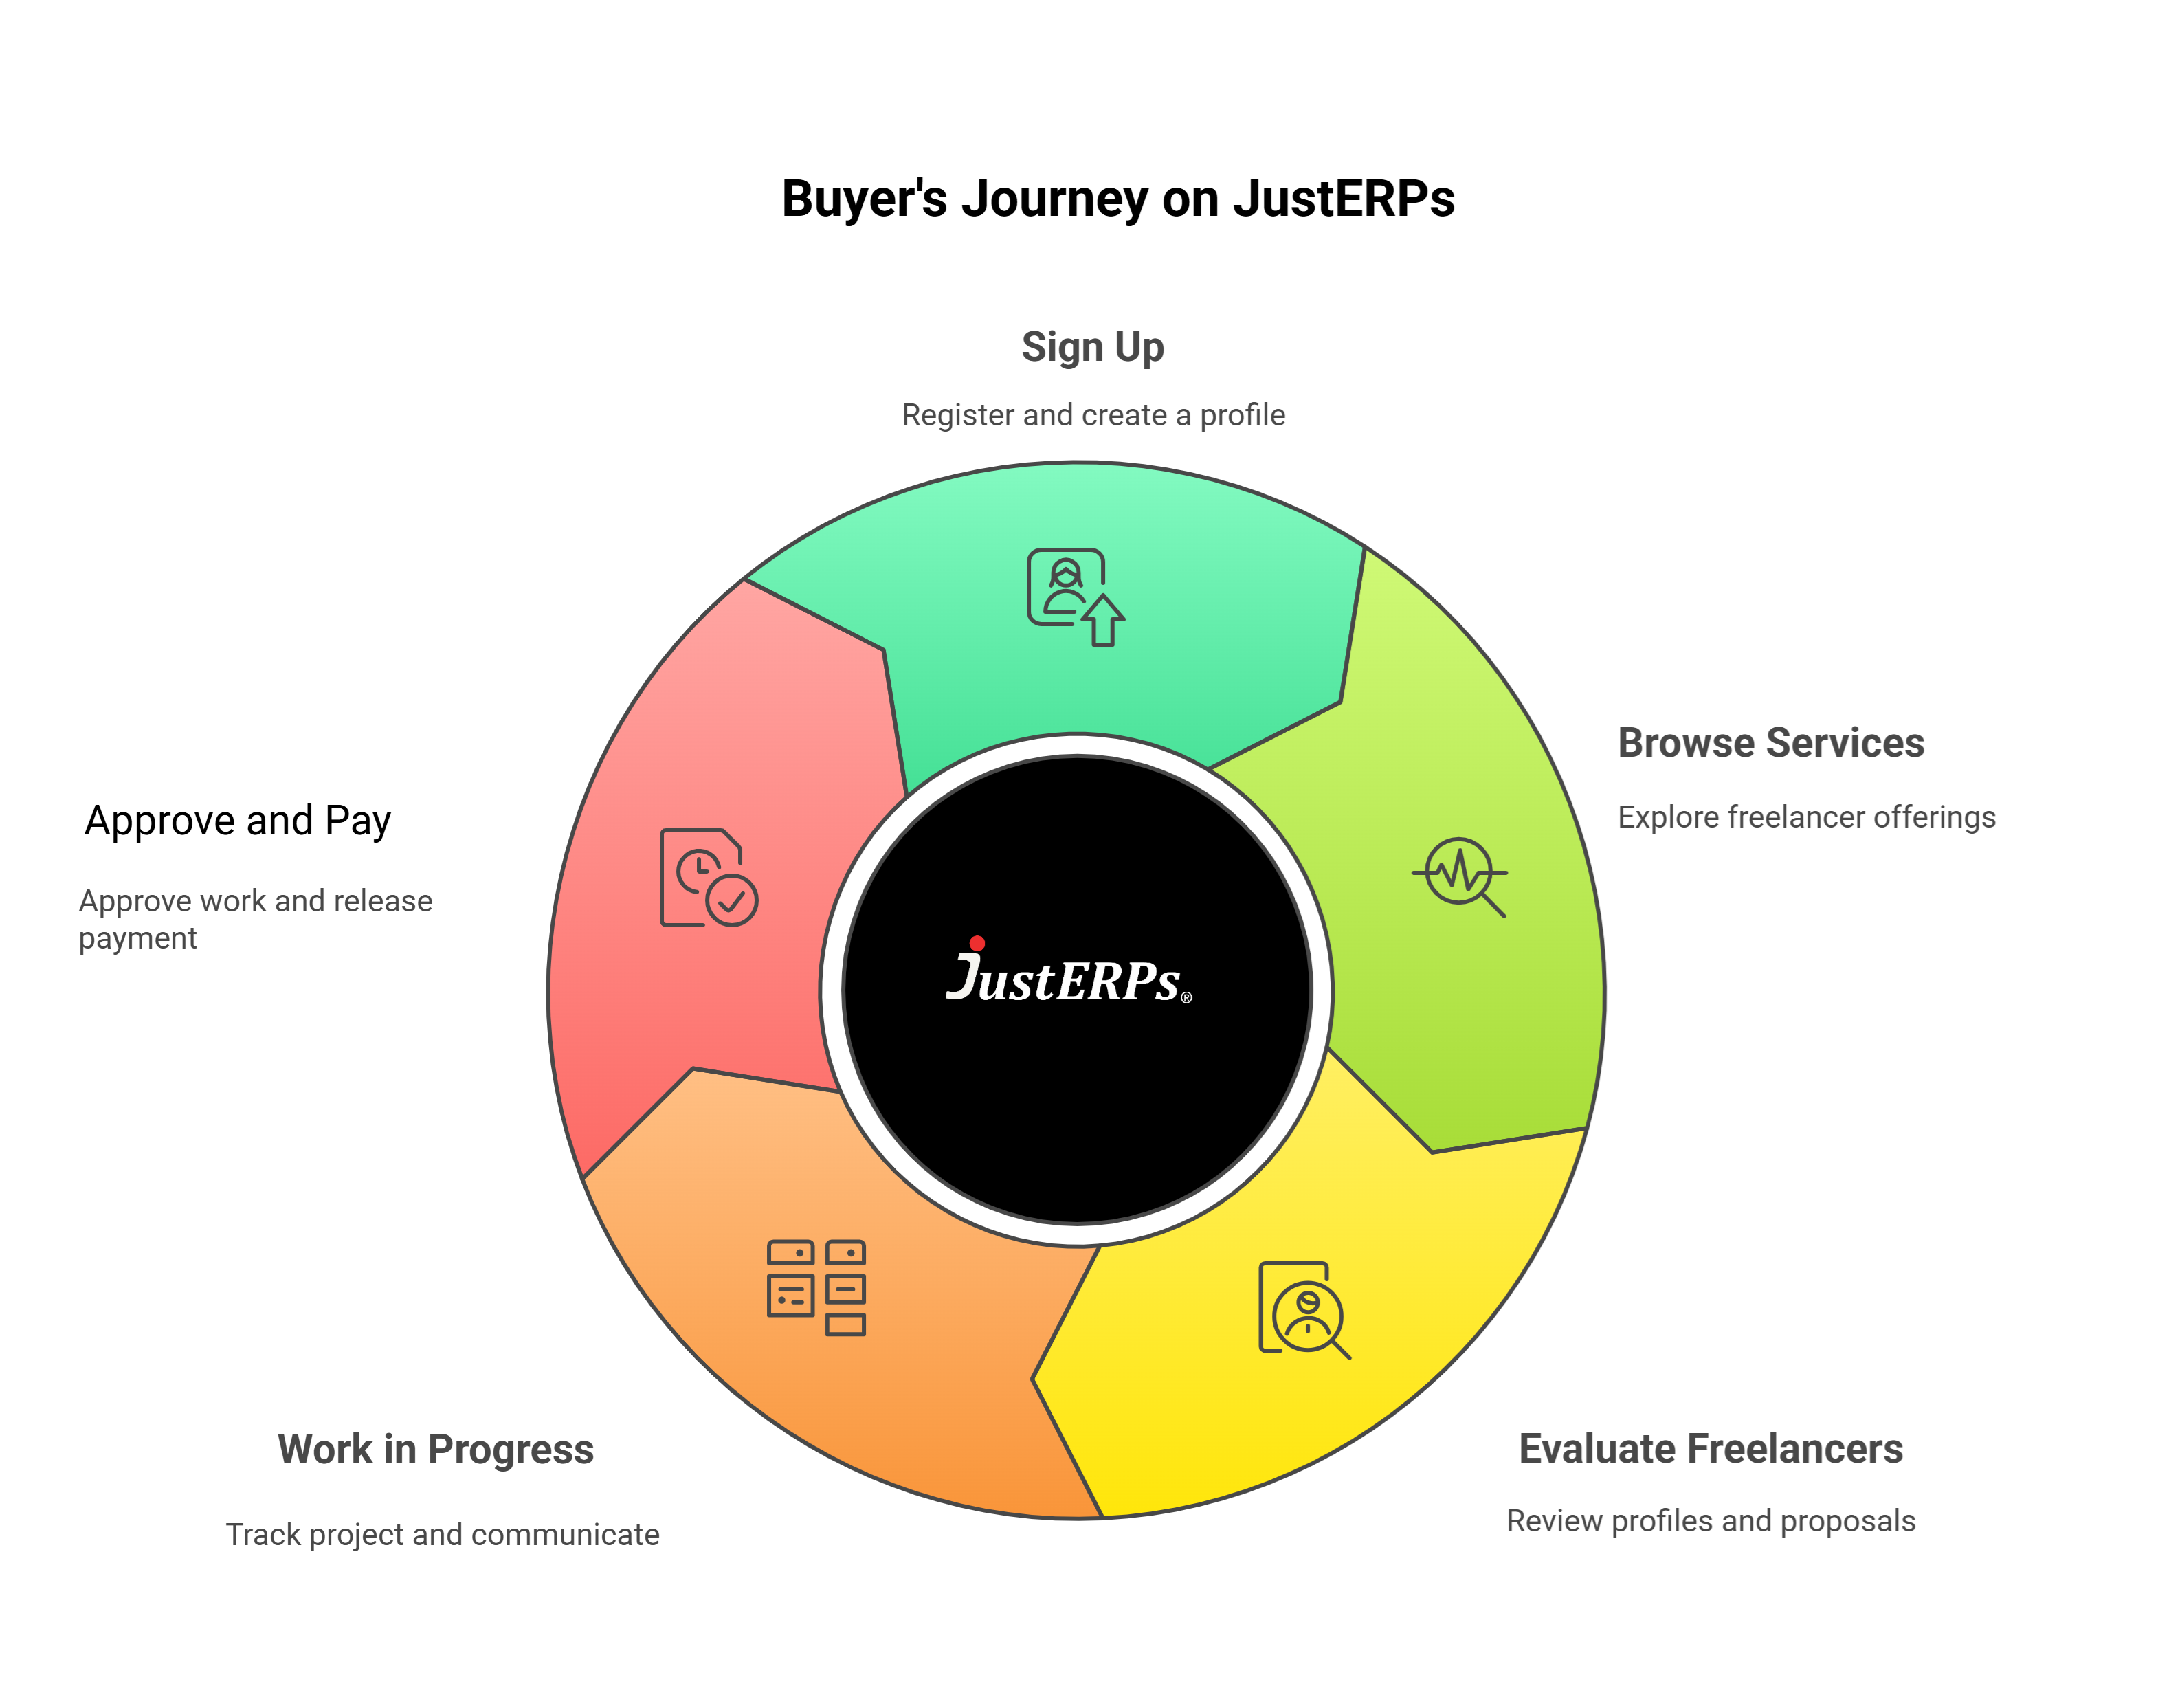 Buyer's Journey on JustERPs
Sign Up
Register and create a profile
Browse Services
Explore freelancer offerings
Approve and Pay
Approve work and release
payment
JustERPs®
Work in Progress
Track project and communicate
Evaluate Freelancers
Review profiles and proposals